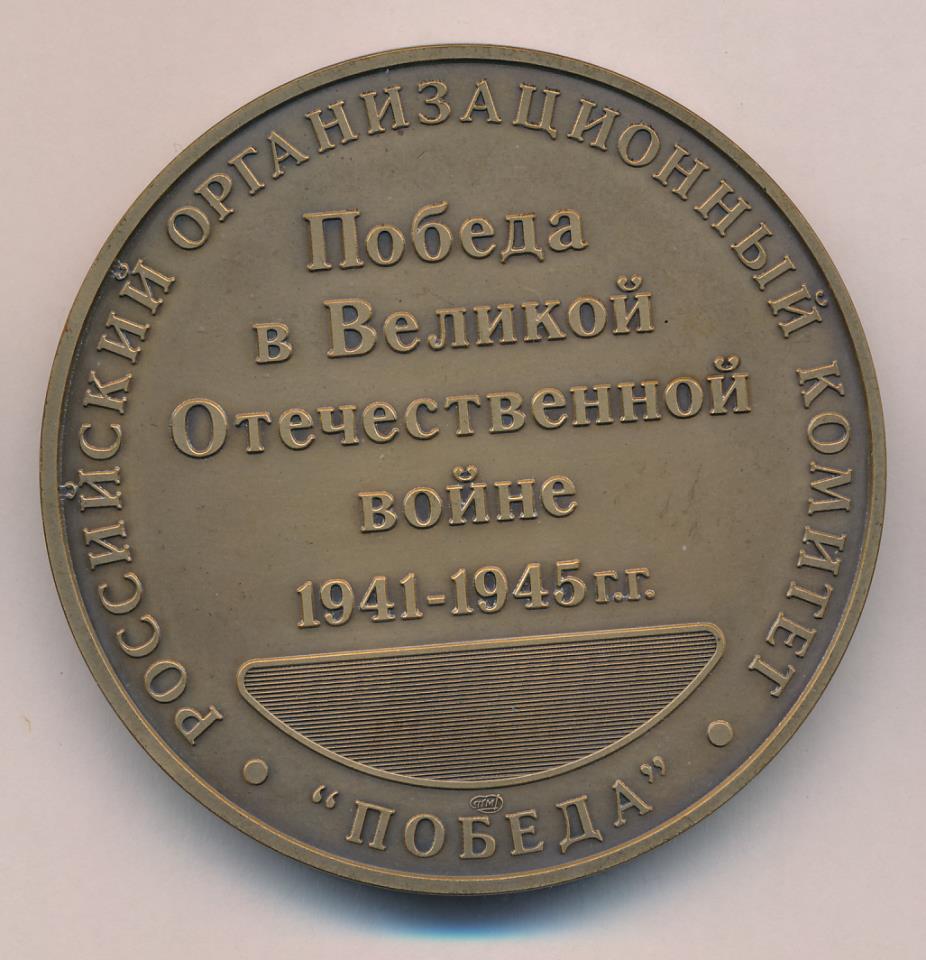 РОССИЙСКИЙ ОРГАНИЗАЦИОННЫЙ КОМИТЕТ
Победа
в Великой
Отечественной
войне
1941-1945 г.г.
"ПОБЕДА"